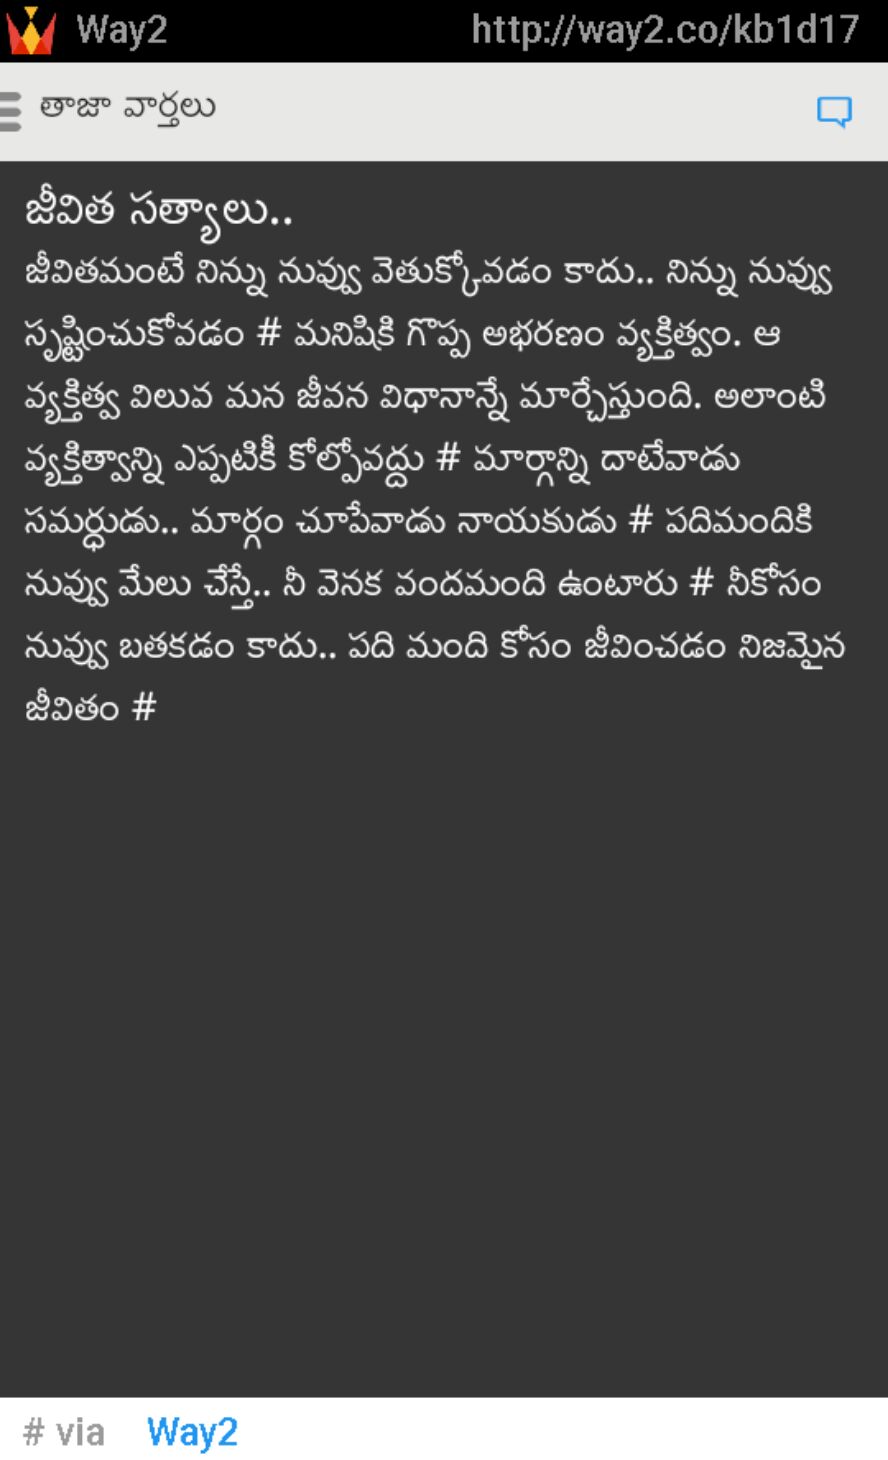 Way2 http://way2.co/kb1d17
తాజా వార్తలు
జీవిత సత్యాలు..
జీవితమంటే నిన్ను నువ్వు వెతుక్కోవడం కాదు.. నిన్ను నువ్వు
సృష్టించుకోవడం # మనిషికి గొప్ప అభరణం వ్యక్తిత్వం. ఆ
వ్యక్తిత్వ విలువ మన జీవన విధానాన్నే మార్చేస్తుంది. అలాంటి
వ్యక్తిత్వాన్ని ఎప్పటికీ కోల్పోవద్దు # మార్గాన్ని దాటేవాడు
సమర్ధుడు.. మార్గం చూపేవాడు నాయకుడు # పదిమందికి
నువ్వు మేలు చేస్తే.. నీ వెనక వందమంది ఉంటారు # నీకోసం
నువ్వు బతకడం కాదు.. పది మంది కోసం జీవించడం నిజమైన
జీవితం #
# via Way2